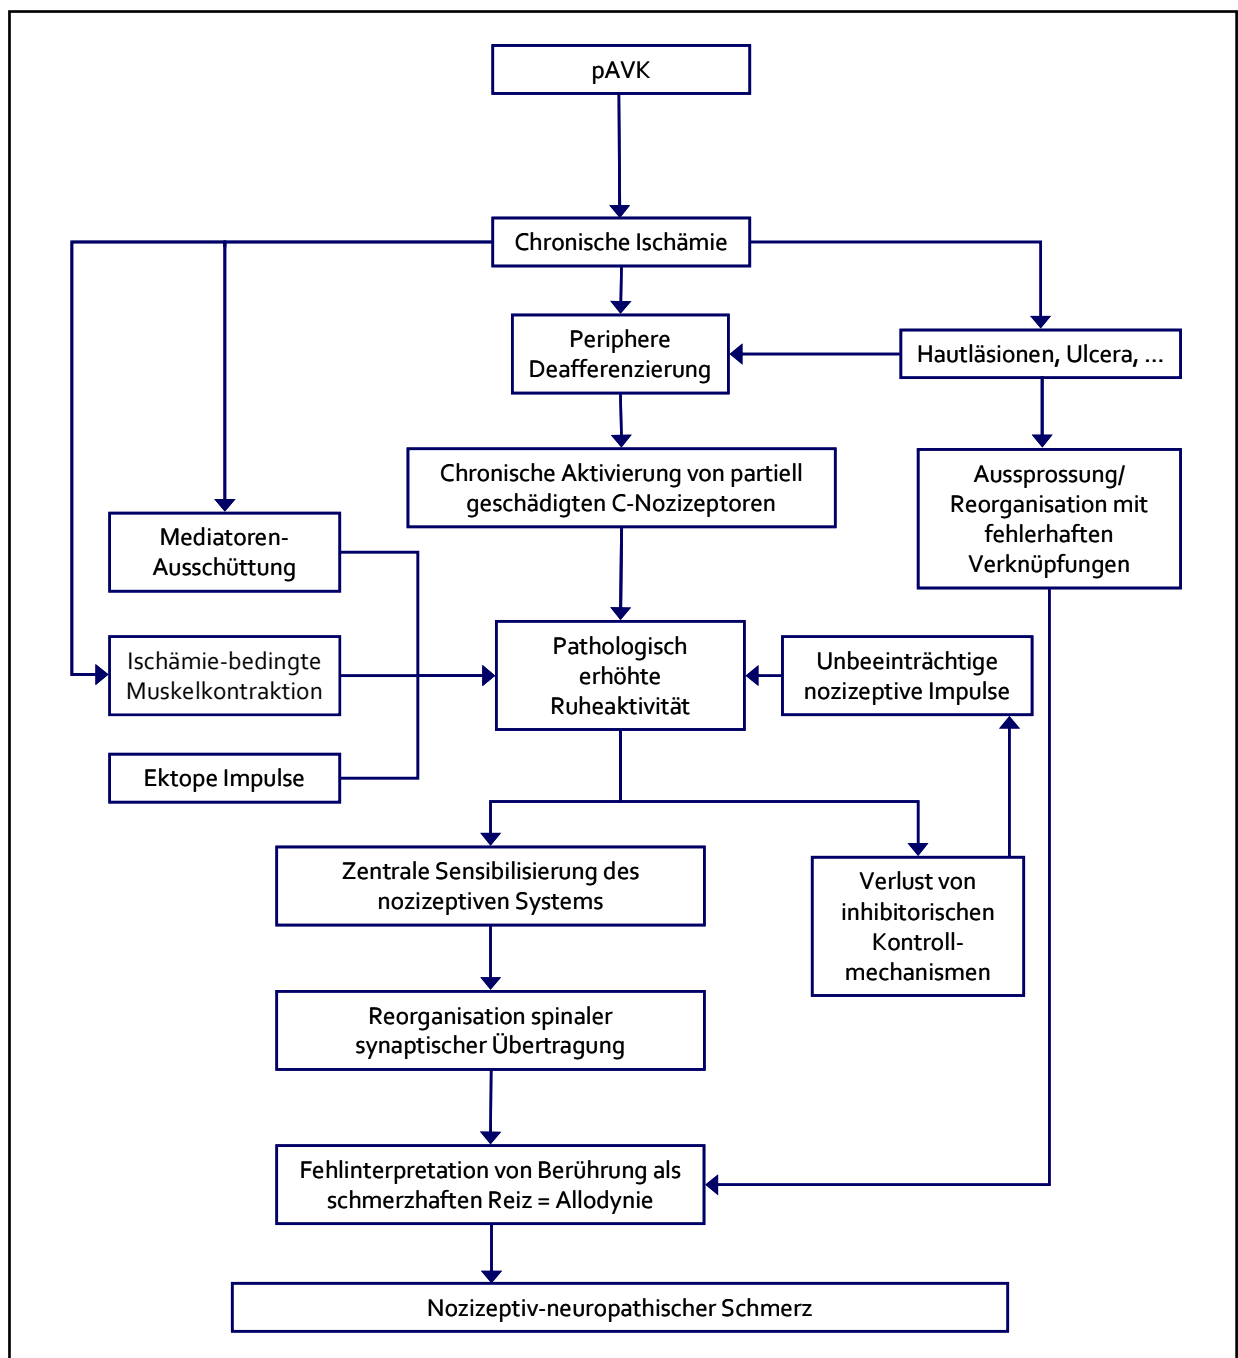 pAVK
Chronische Ischämie
Periphere
Deafferenzierung
Hautläsionen, Ulcera, ...
Chronische Aktivierung von partiell
geschädigten C-Nozizeptoren
Aussprossung/
Reorganisation mit
fehlerhaften
Verknüpfungen
Mediatoren-
Ausschüttung
Ischämie-bedingte
Muskelkontraktion
Pathologisch
erhöhte
Ruheaktivität
Unbeeinträchtige
nozizeptive Impulse
Ektope Impulse
Zentrale Sensibilisierung des
nozizeptiven Systems
Verlust von
inhibitorischen
Kontroll-
mechanismen
Reorganisation spinaler
synaptischer Übertragung
Fehlinterpretation von Berührung als
schmerzhaften Reiz = Allodynie
Nozizeptiv-neuropathischer Schmerz